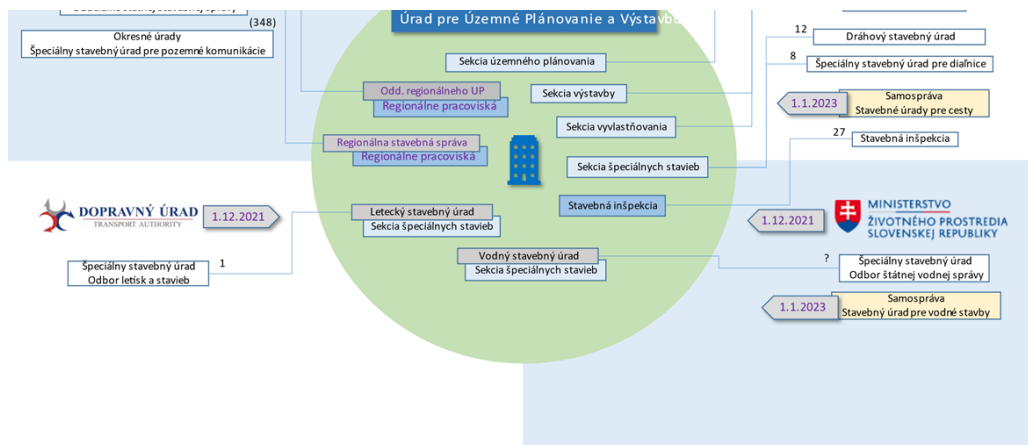 (348)
Okresné úrady
Špeciálny stavebný úrad pre pozemné komunikácie
Úrad pre Územné Plánovanie a Výstavbu
Sekcia územného plánovania
Odd. regionálneho UP
Regionálne pracoviská
Sekcia výstavby
Sekcia vyvlastňovania
Regionálna stavebná správa
Regionálne pracoviská
Sekcia špeciálnych stavieb
Stavebná inšpekcia
12
Dráhový stavebný úrad
8
Špeciálny stavebný úrad pre diaľnice
1.1.2023
Samospráva
Stavebné úrady pre cesty
27
Stavebná inšpekcia
DOPRAVNÝ ÚRAD
TRANSPORT AUTHORITY
1.12.2021
Letecký stavebný úrad
Sekcia špeciálnych stavieb
1
Špeciálny stavebný úrad
Odbor letísk a stavieb
Vodný stavebný úrad
Sekcia špeciálnych stavieb
1.12.2021
MINISTERSTVO
ŽIVOTNÉHO PROSTREDIA
SLOVENSKEJ REPUBLIKY
?
Špeciálny stavebný úrad
Odbor štátnej vodnej správy
1.1.2023
Samospráva
Stavebný úrad pre vodné stavby